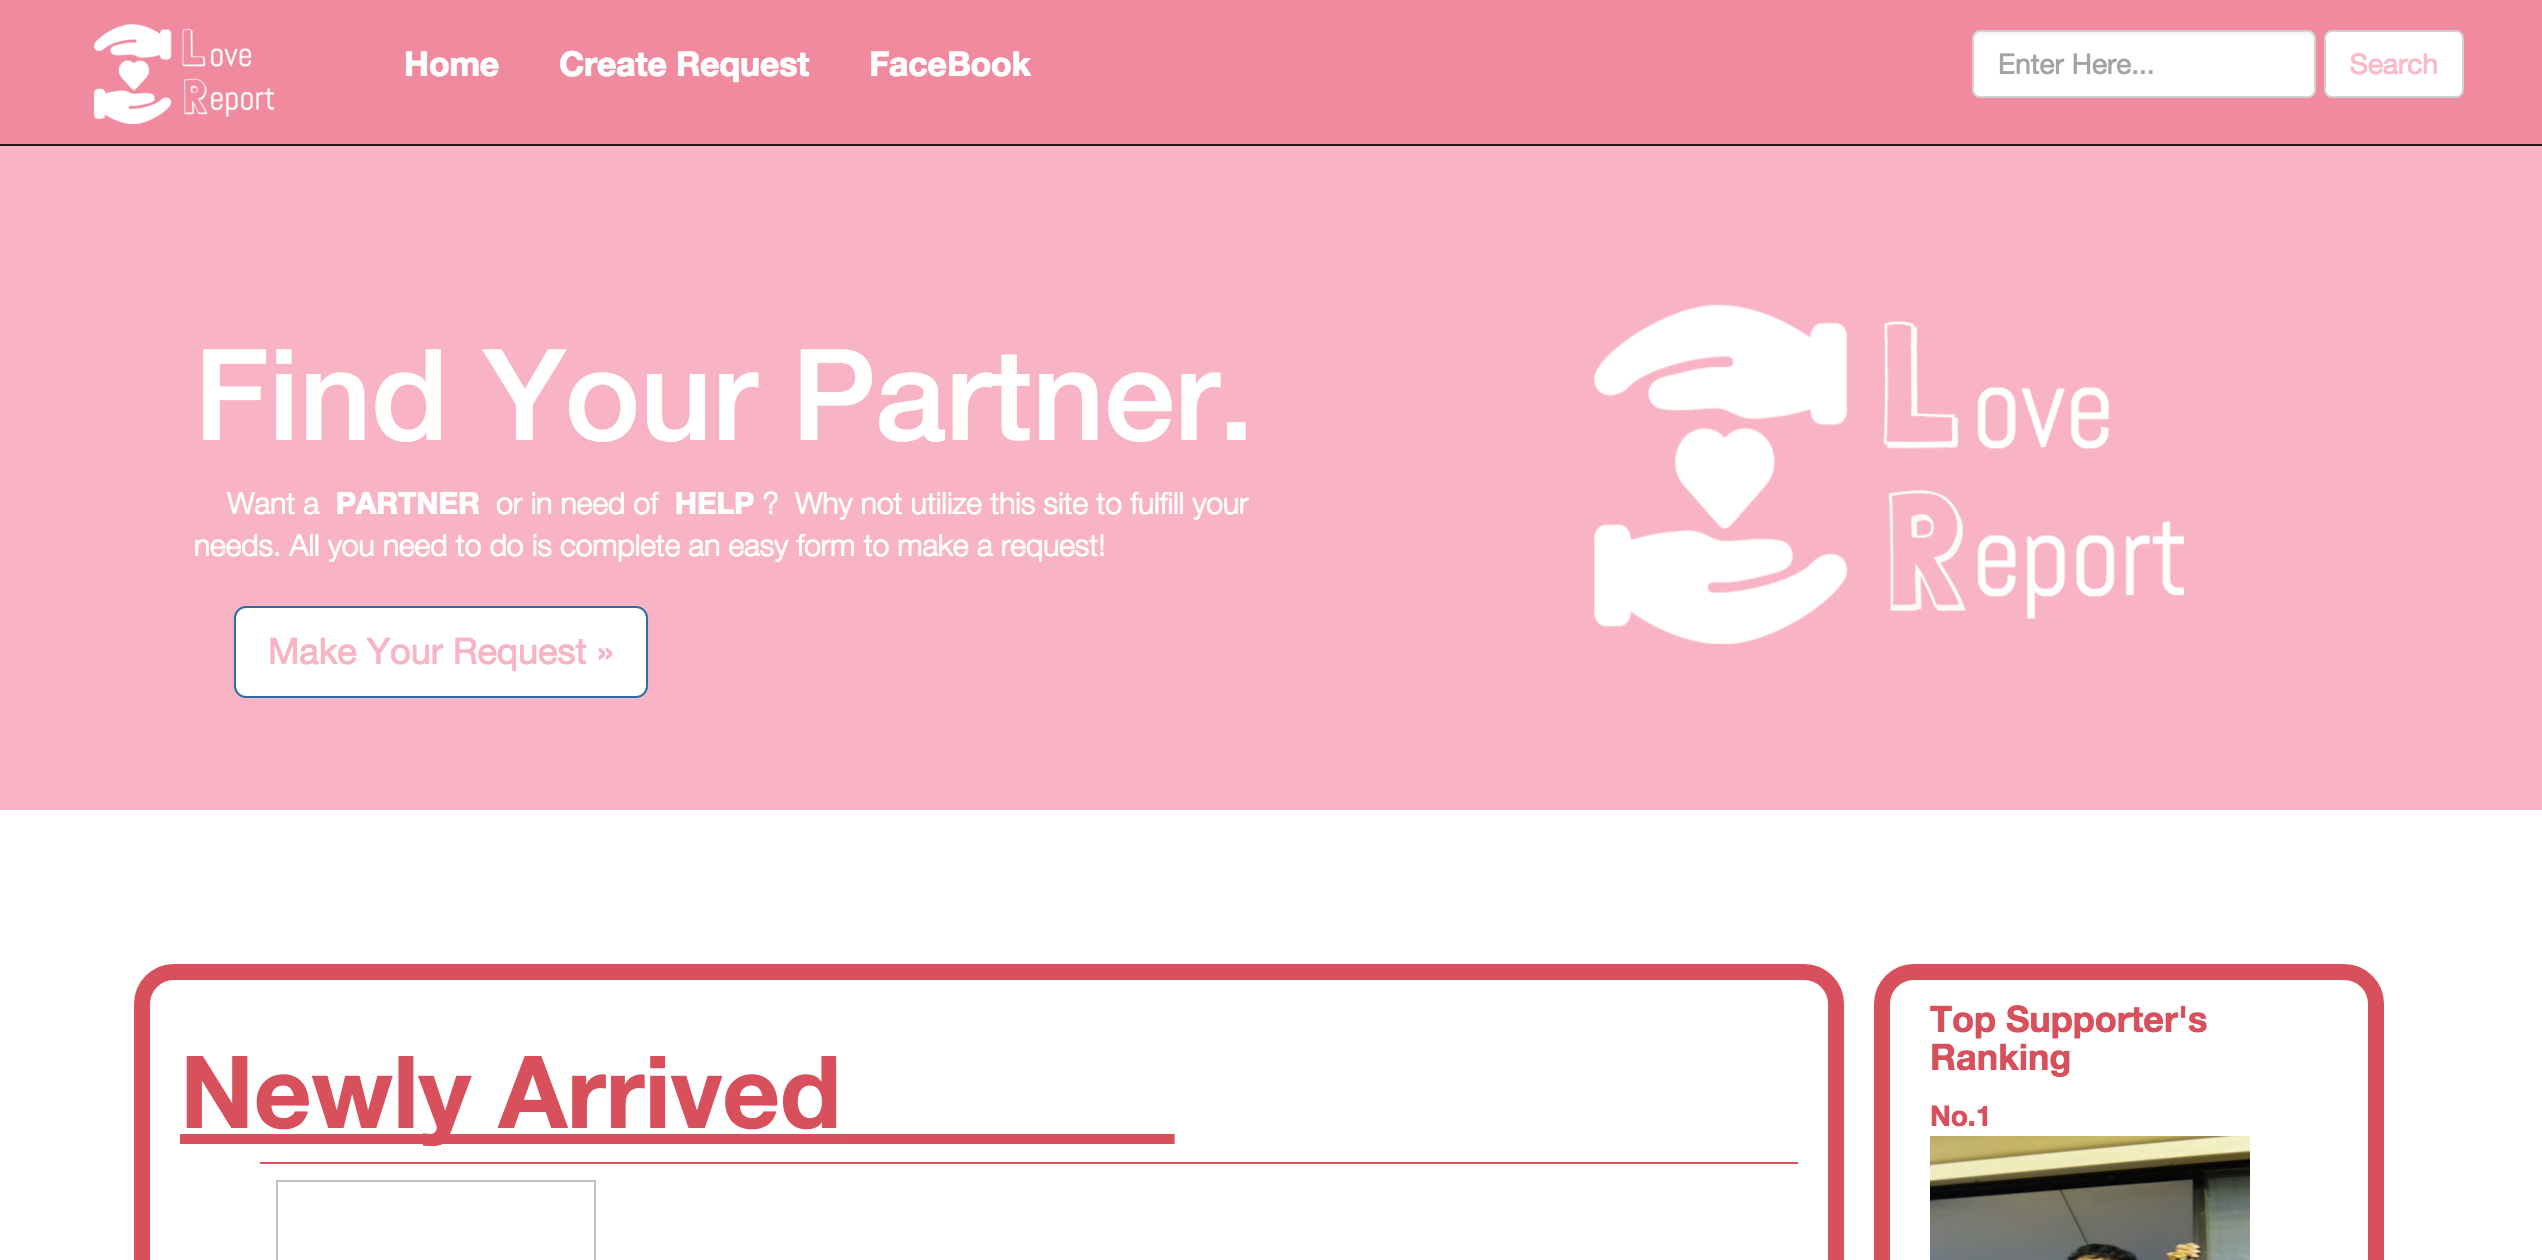 Love
Report
Home Create Request FaceBook
Enter Here... Search
Find Your Partner.
Want a PARTNER or in need of HELP ? Why not utilize this site to fulfill your
needs. All you need to do is complete an easy form to make a request!
Make Your Request »
Love
Report
Newly Arrived
Top Supporter's
Ranking
No.1